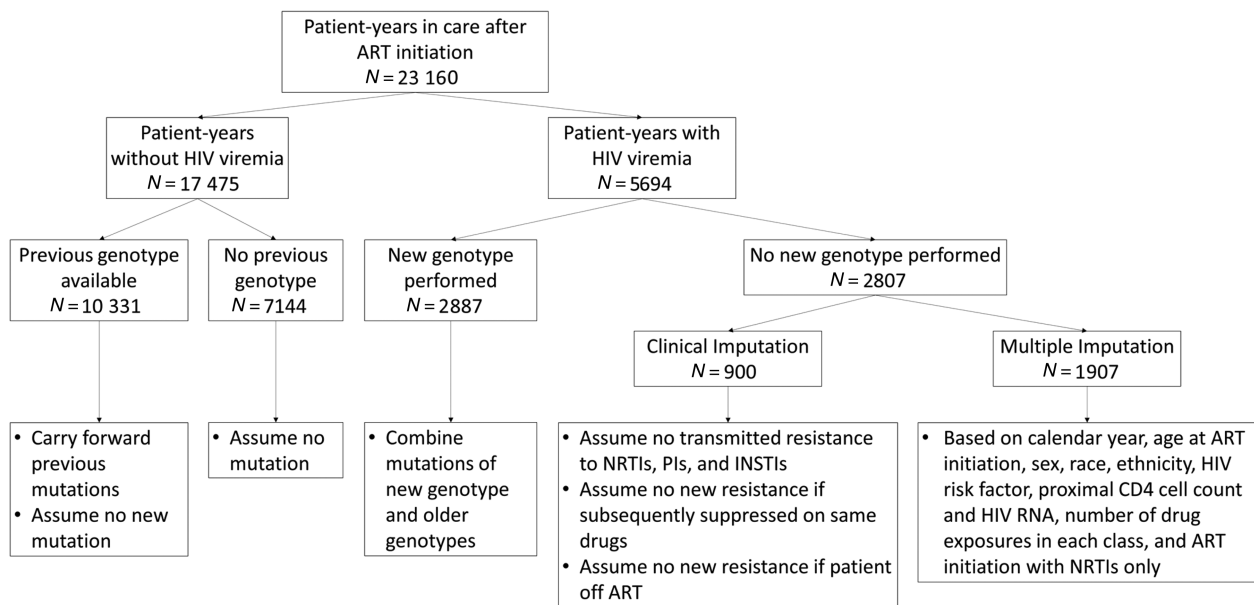 Patient-years in care after
ART initiation
N = 23 160
Patient-years
without HIV viremia
N = 17 475
Patient-years with
HIV viremia
N = 5694
Previous genotype
available
N = 10 331
No previous
genotype
N = 7144
New genotype
performed
N = 2887
No new genotype performed
N = 2807
Clinical Imputation
N = 900
Multiple Imputation
N = 1907
• Carry forward
previous
mutations
• Assume no new
mutation
• Assume no
mutation
• Combine
mutations of
new genotype
and older
genotypes
• Assume no transmitted resistance
to NRTIs, PIs, and INSTIs
• Assume no new resistance if
subsequently suppressed on same
drugs
• Assume no new resistance if patient
off ART
• Based on calendar year, age at ART
initiation, sex, race, ethnicity, HIV
risk factor, proximal CD4 cell count
and HIV RNA, number of drug
exposures in each class, and ART
initiation with NRTIs only